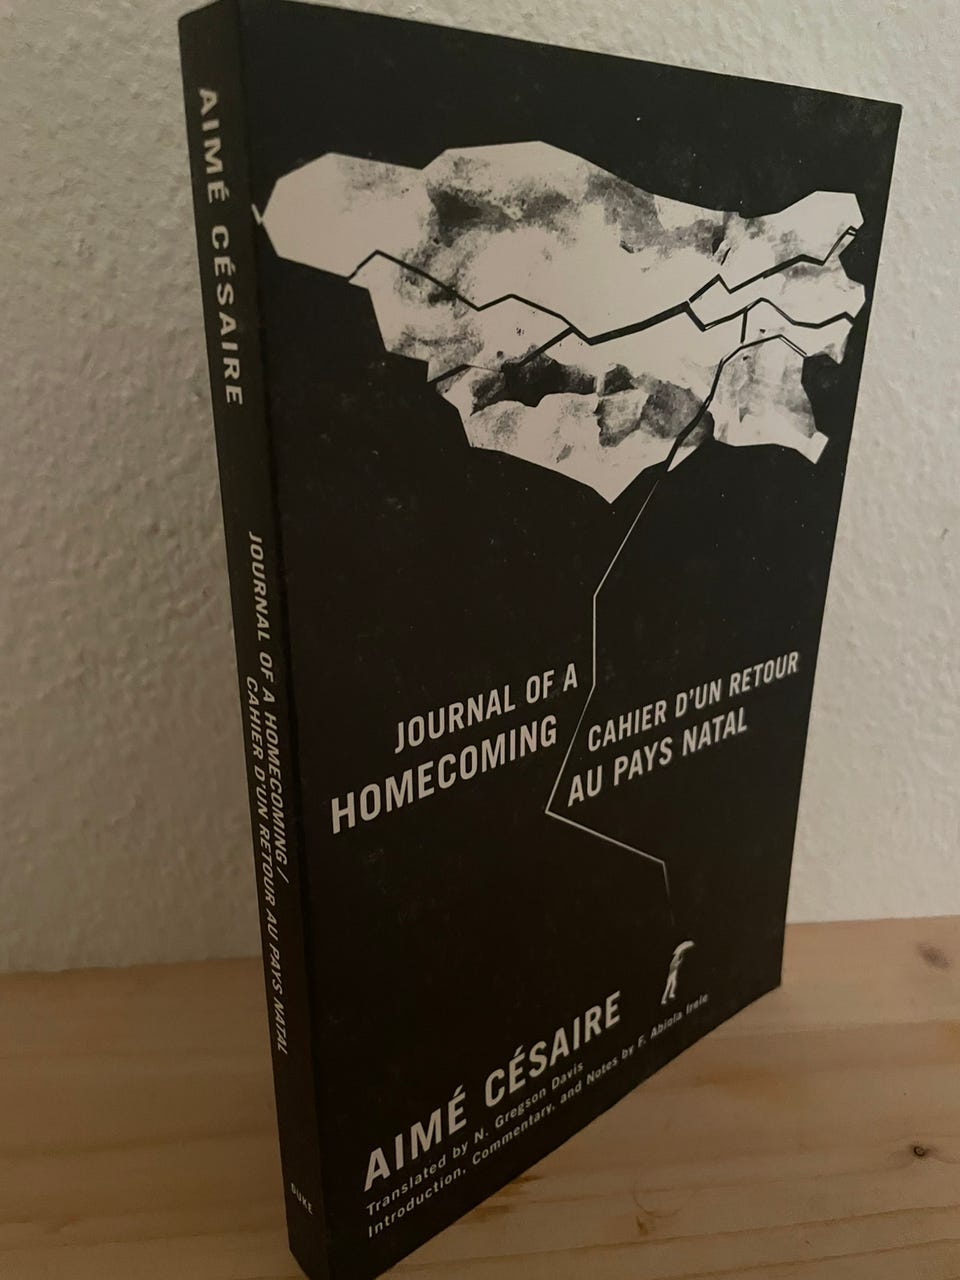 AIMÉ CÉSAIRE
JOURNAL OF A HOMECOMING /
CAHIER D'UN RETOUR AU PAYS NATAL
DUKE
JOURNAL OF A
HOMECOMING
CAHIER D'UN RETOUR
AU PAYS NATAL
AIMÉ CÉSAIRE
Translated by N. Gregson Davis
Introduction, Commentary, and Notes by F. Abiola Irele